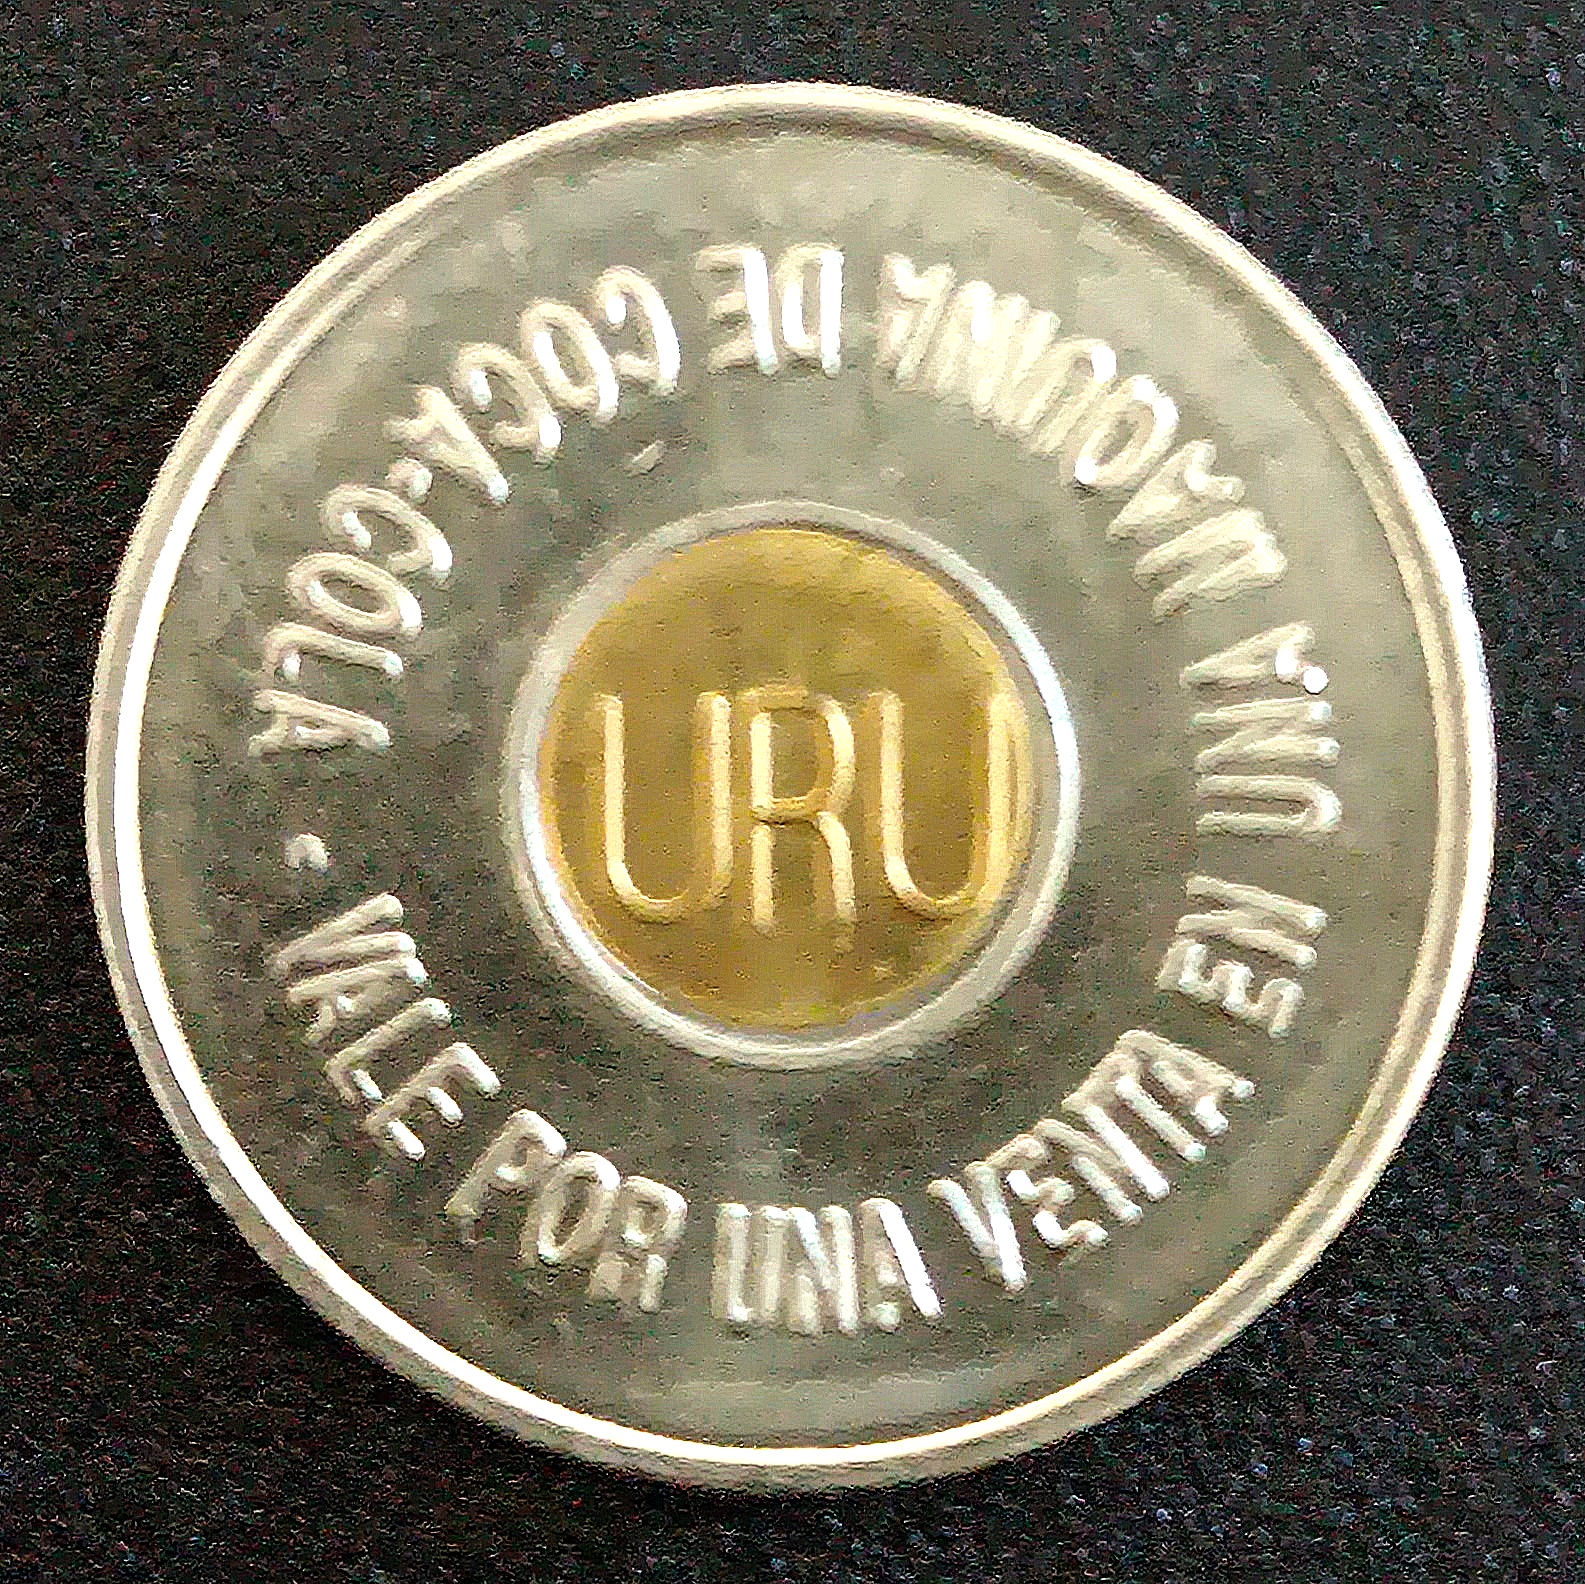 VALE POR UNA VENTA EN UNA MAQUINA DE COCA-COLA ·
URU